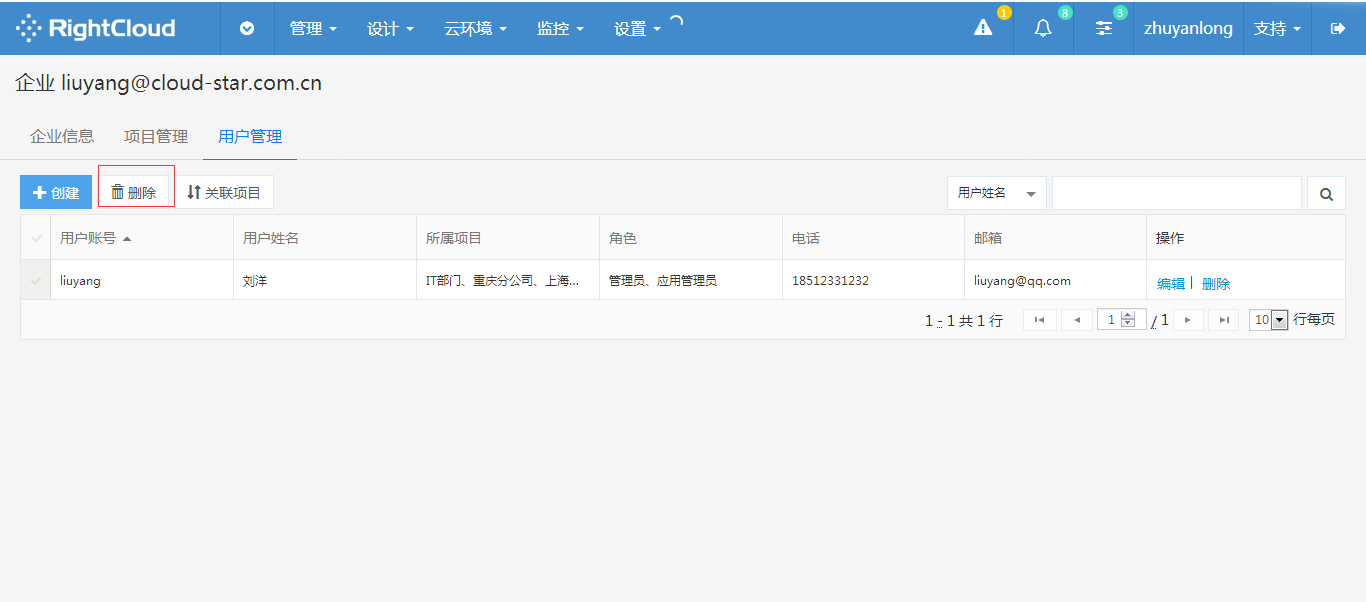 RightCloud 管理 设计 云环境 监控 设置 1 8 3 zhuyanlong 支持
企业 liuyang@cloud-star.com.cn
企业信息 项目管理 用户管理
创建 删除 关联项目 用户姓名
用户账号 用户姓名 所属项目 角色 电话 邮箱 操作
liuyang 刘洋 IT部门、重庆分公司、上海... 管理员、应用管理员 18512331232 liuyang@qq.com 编辑 | 删除
1 - 1 共 1 行 1 / 1 10 行每页